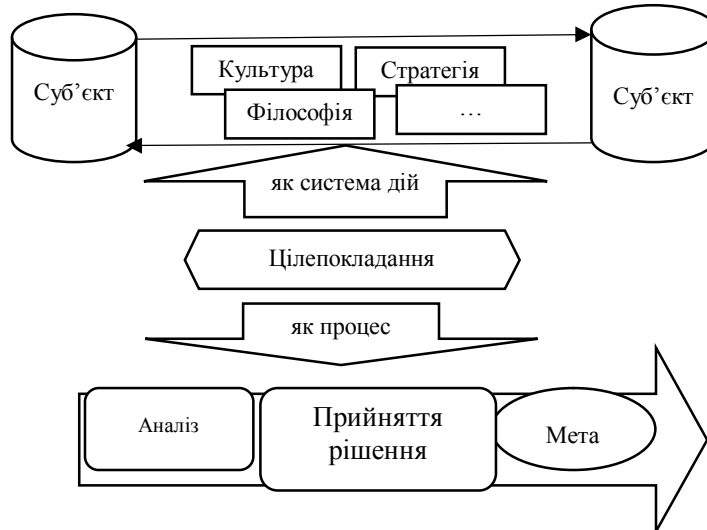 Культура
Стратегія
Суб’єкт
Суб’єкт
Філософія
…
як система дій
Цілепокладання
як процес
Аналіз
Прийняття
рішення
Мета